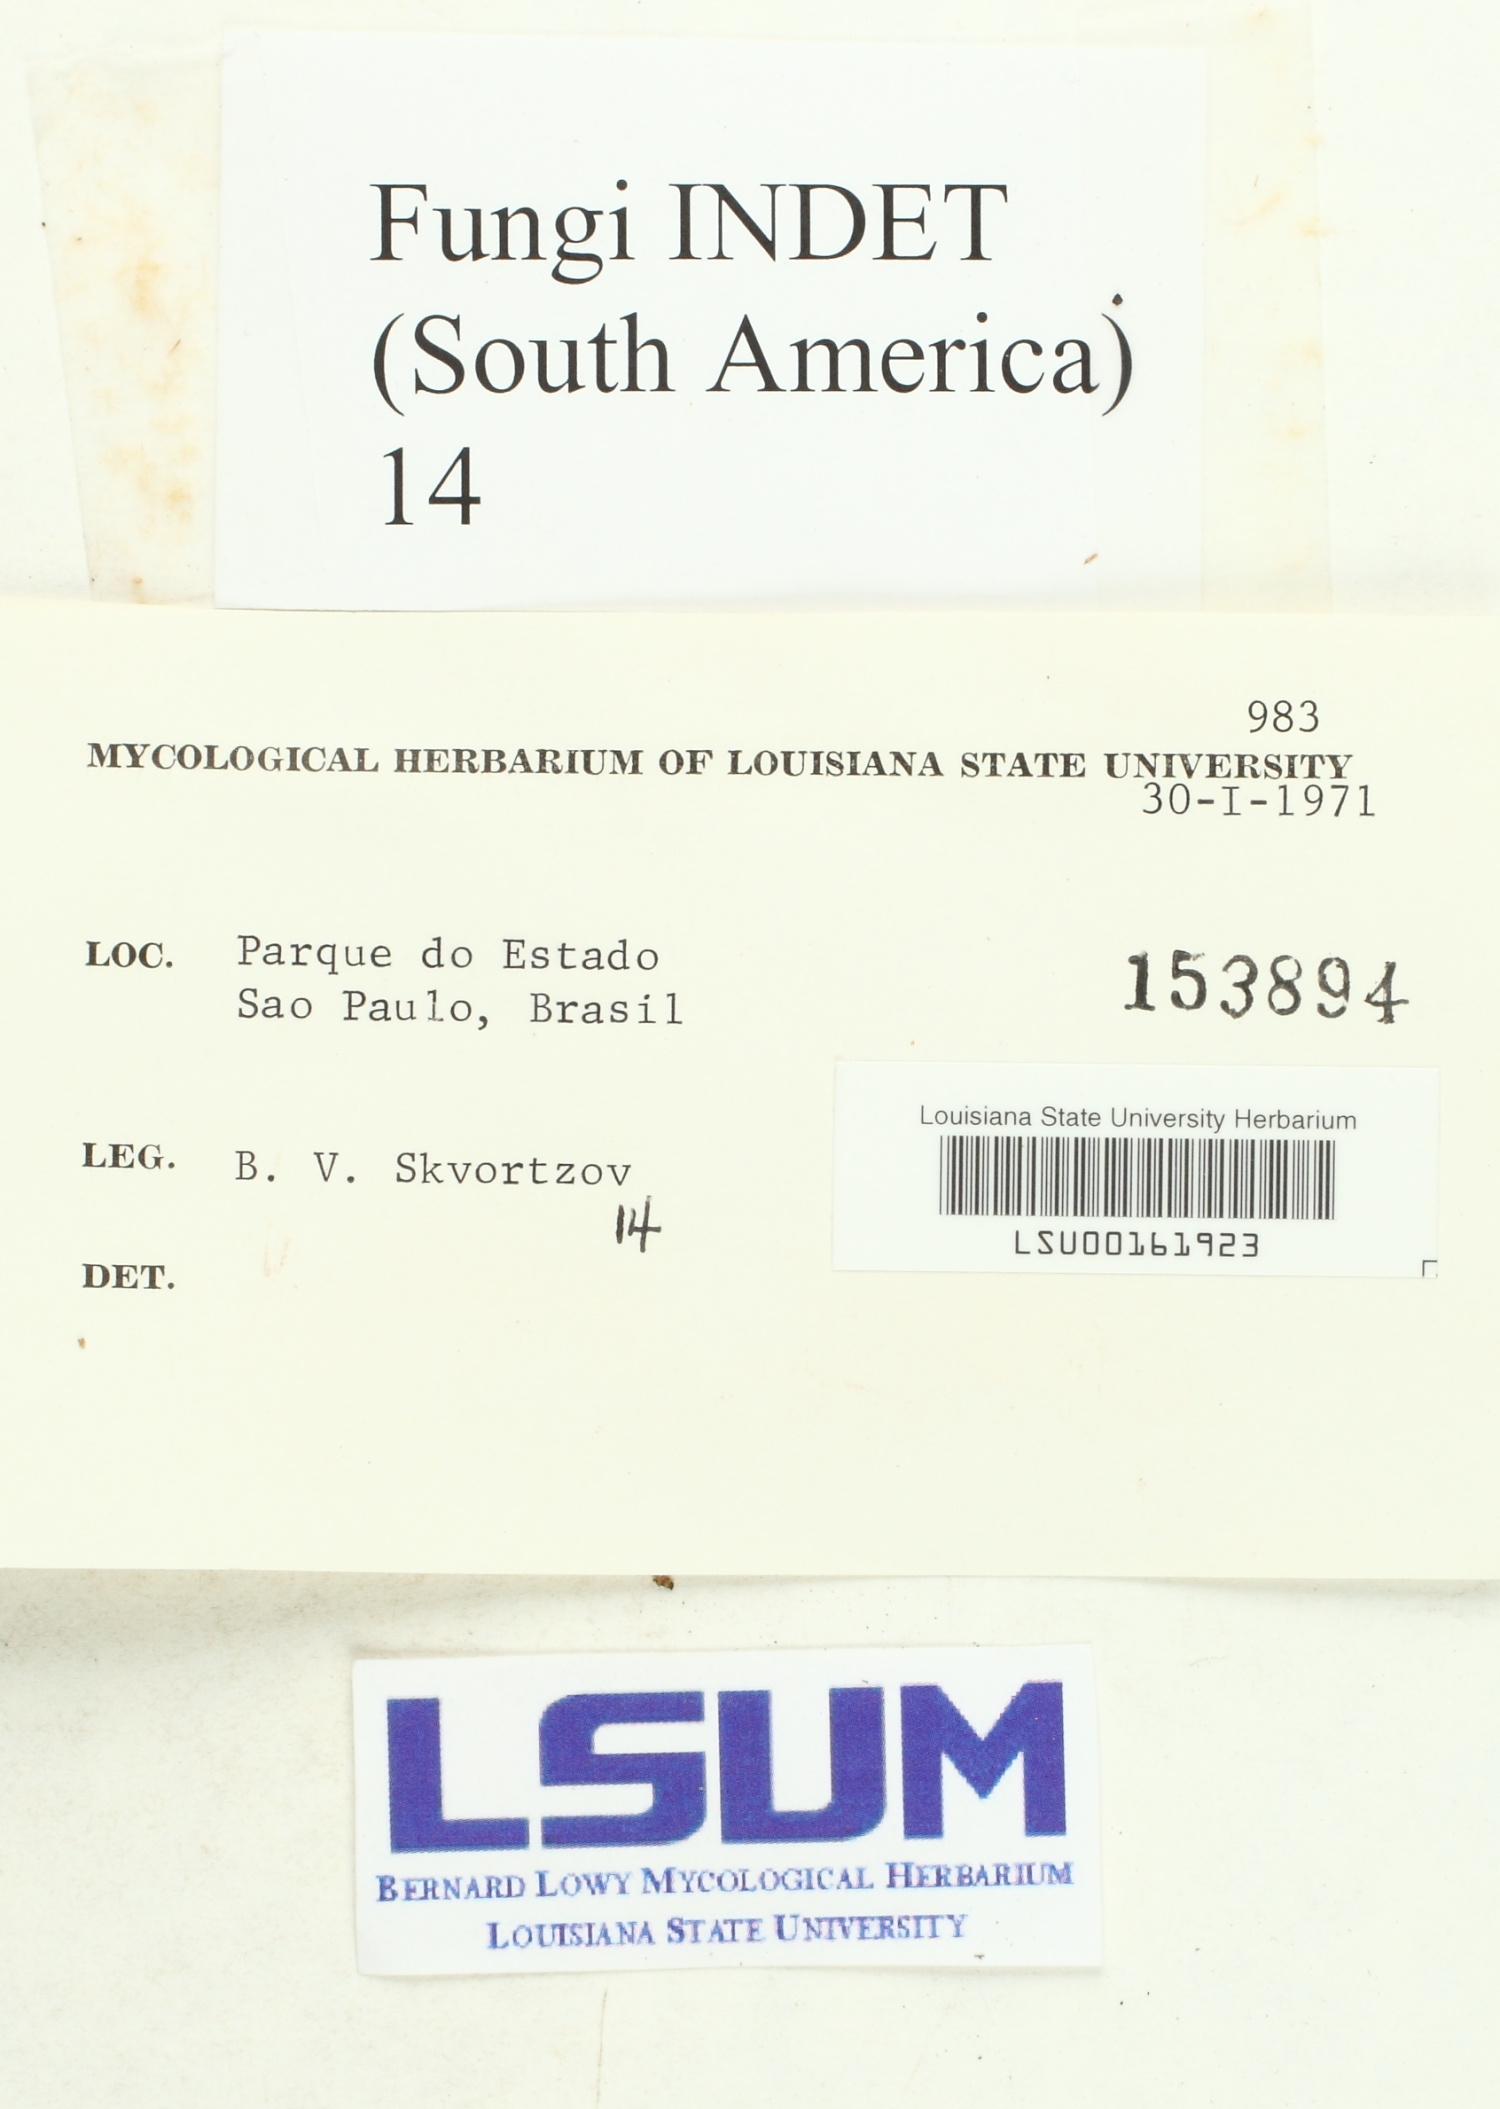 Fungi INDET
(South America)
14
983
MYCOLOGICAL HERBARIUM OF LOUISIANA STATE UNIVERSITY
30-I-1971
LOC. Parque do Estado
Sao Paulo, Brasil
153894
Louisiana State University Herbarium
LSU00161923
LEG. B. V. Skvortzov
14
DET.
LSUM
BERNARD LOWY MYCOLOGICAL HERBARIUM
LOUISIANA STATE UNIVERSITY